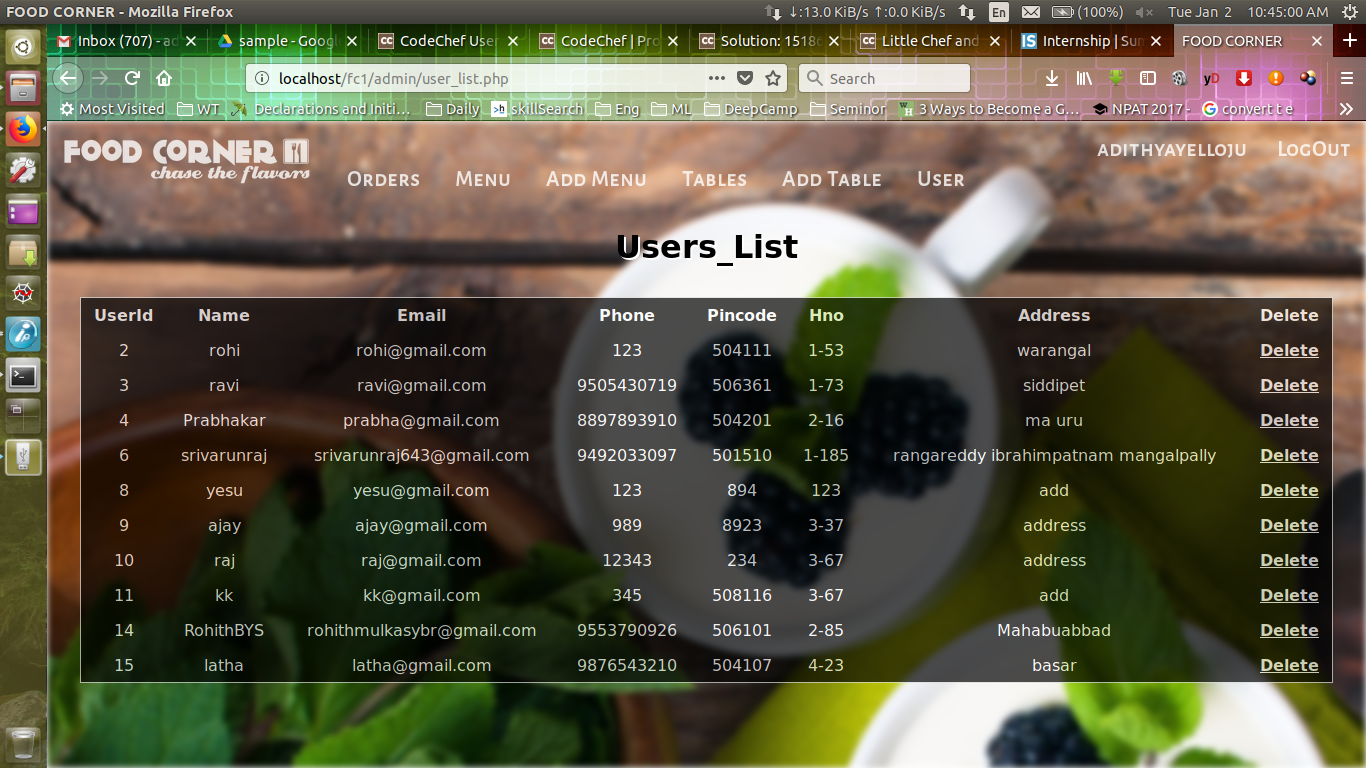 FOOD CORNER - Mozilla Firefox ↓:13.0 KiB/s ↑:0.0 KiB/s En (100%) Tue Jan 2 10:45:00 AM
Inbox (707) - ad sample - Googl CodeChef User CodeChef | Pro Solution: 15186 Little Chef and Internship | Sum FOOD CORNER
localhost/fc1/admin/user_list.php Search
Most Visited WT Declarations and Initi... Daily skillSearch Eng ML DeepCamp Seminor 3 Ways to Become a G... NPAT 2017 - convert t e
FOOD CORNER
chase the flavors
Orders Menu Add Menu Tables Add Table User
adithyayelloju LogOut
Users_List
UserId Name Email Phone Pincode Hno Address Delete
2 rohi rohi@gmail.com 123 504111 1-53 warangal Delete
3 ravi ravi@gmail.com 9505430719 506361 1-73 siddipet Delete
4 Prabhakar prabha@gmail.com 8897893910 504201 2-16 ma uru Delete
6 srivarunraj srivarunraj643@gmail.com 9492033097 501510 1-185 rangareddy ibrahimpatnam mangalpally Delete
8 yesu yesu@gmail.com 123 894 123 add Delete
9 ajay ajay@gmail.com 989 8923 3-37 address Delete
10 raj raj@gmail.com 12343 234 3-67 address Delete
11 kk kk@gmail.com 345 508116 3-67 add Delete
14 RohithBYS rohithmulkasybr@gmail.com 9553790926 506101 2-85 Mahabuabbad Delete
15 latha latha@gmail.com 9876543210 504107 4-23 basar Delete